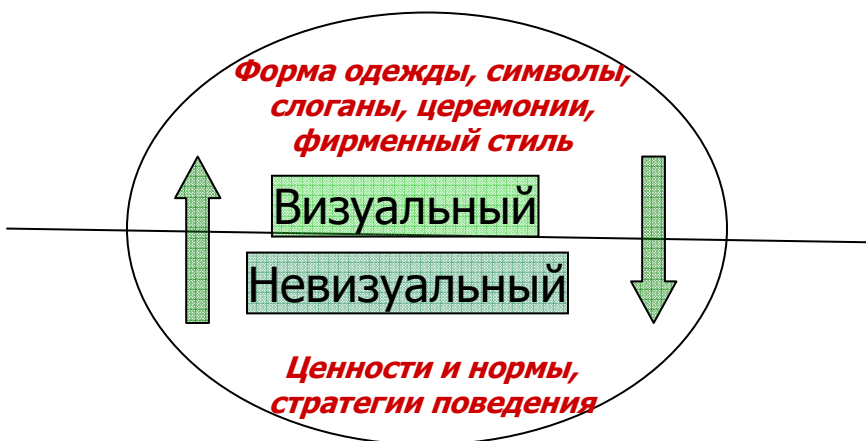 Форма одежды, символы,
слоганы, церемонии,
фирменный стиль
Визуальный
Невизуальный
Ценности и нормы,
стратегии поведения